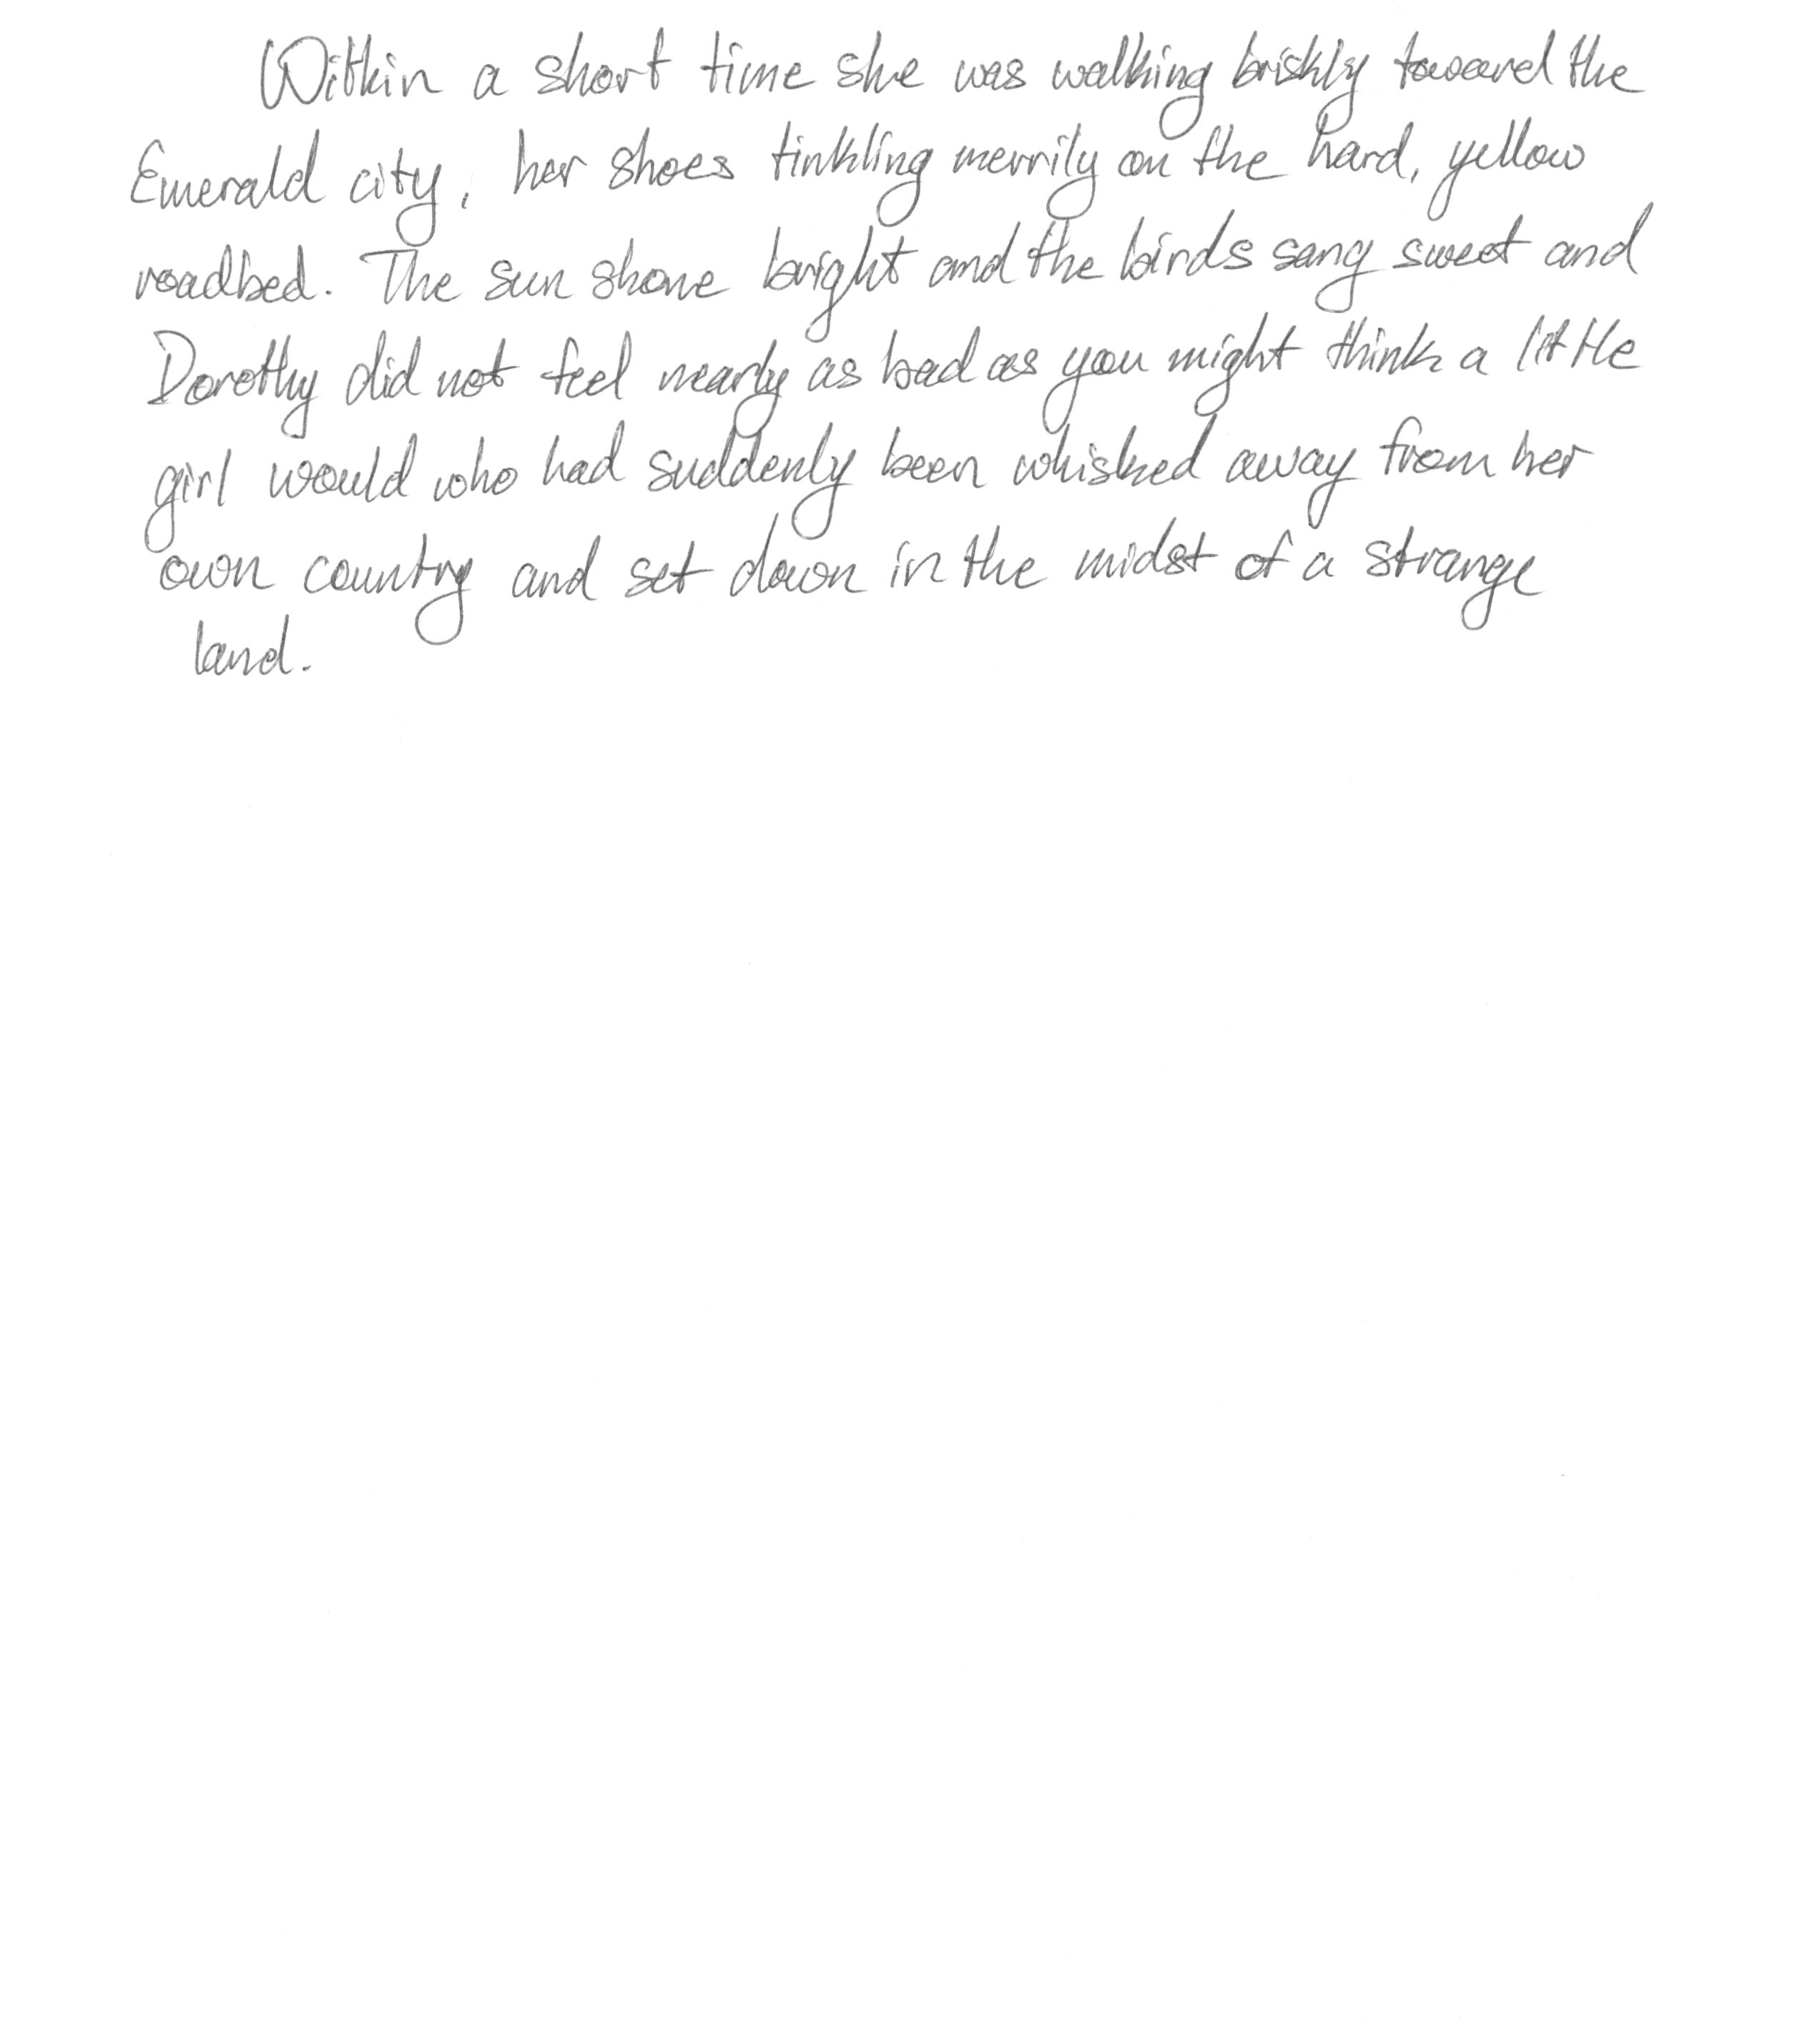 Within a short time she was walking briskly toward the
Emerald city, her shoes tinkling merrily on the hard, yellow
roadbed. The sun shone bright and the birds sang sweet and
Dorothy did not feel nearly as bad as you might think a little
girl would who had suddenly been whisked away from her
own country and set down in the midst of a strange
land.